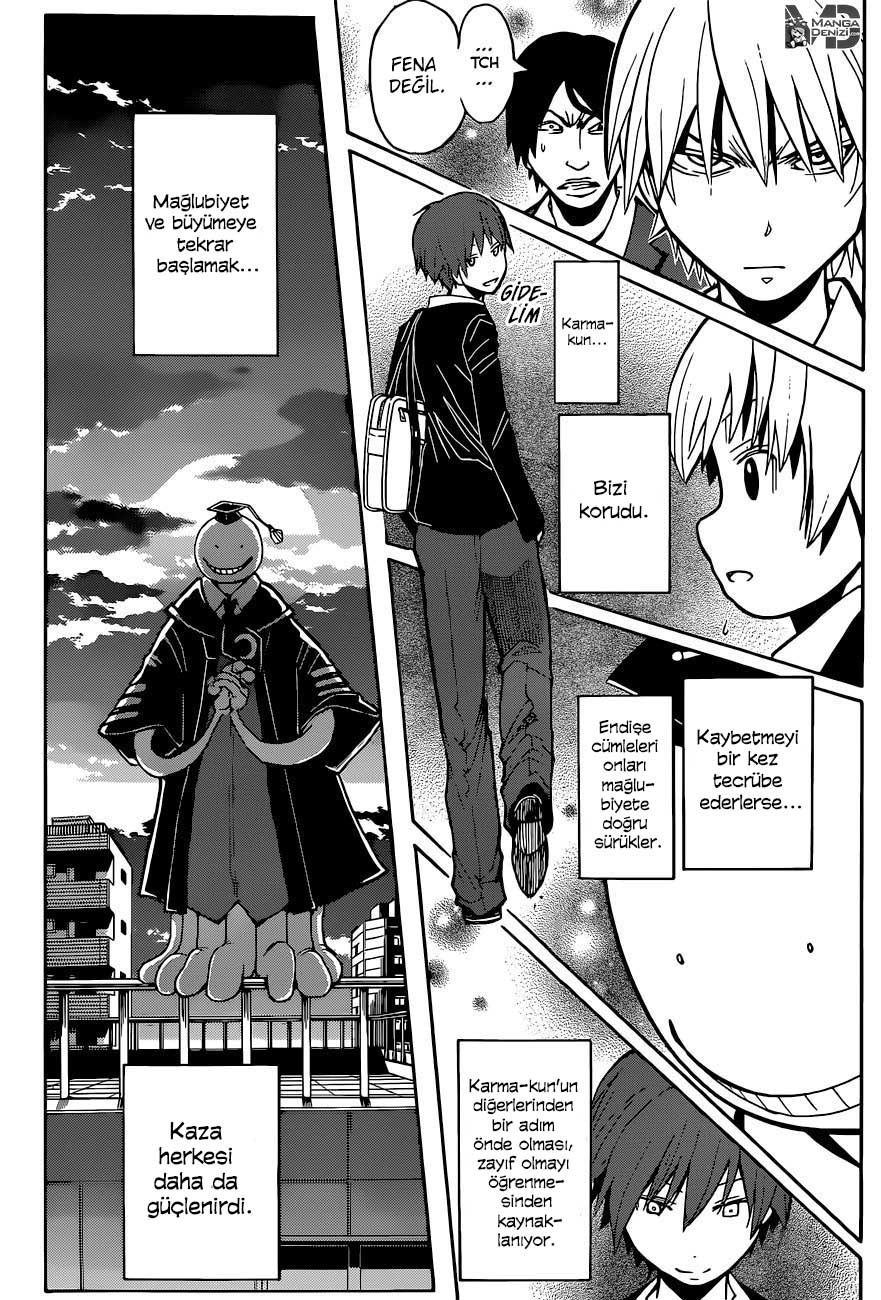 MANGA
DENİZİ
...
TCH
...
FENA
DEĞİL.
GİDE-
LİM
Karma-
kun...
Bizi
korudu.
Kaybetmeyi
bir kez
tecrübe
ederlerse...
Endişe
cümleleri
onları
mağlu-
biyete
doğru
sürükler.
Karma-kun'un
diğerlerinden
bir adım
önde olması,
zayıf olmayı
öğrenme-
sinden
kaynak-
lanıyor.
Mağlubiyet
ve büyümeye
tekrar
başlamak...
Kaza
herkesi
daha da
güçlenirdi.